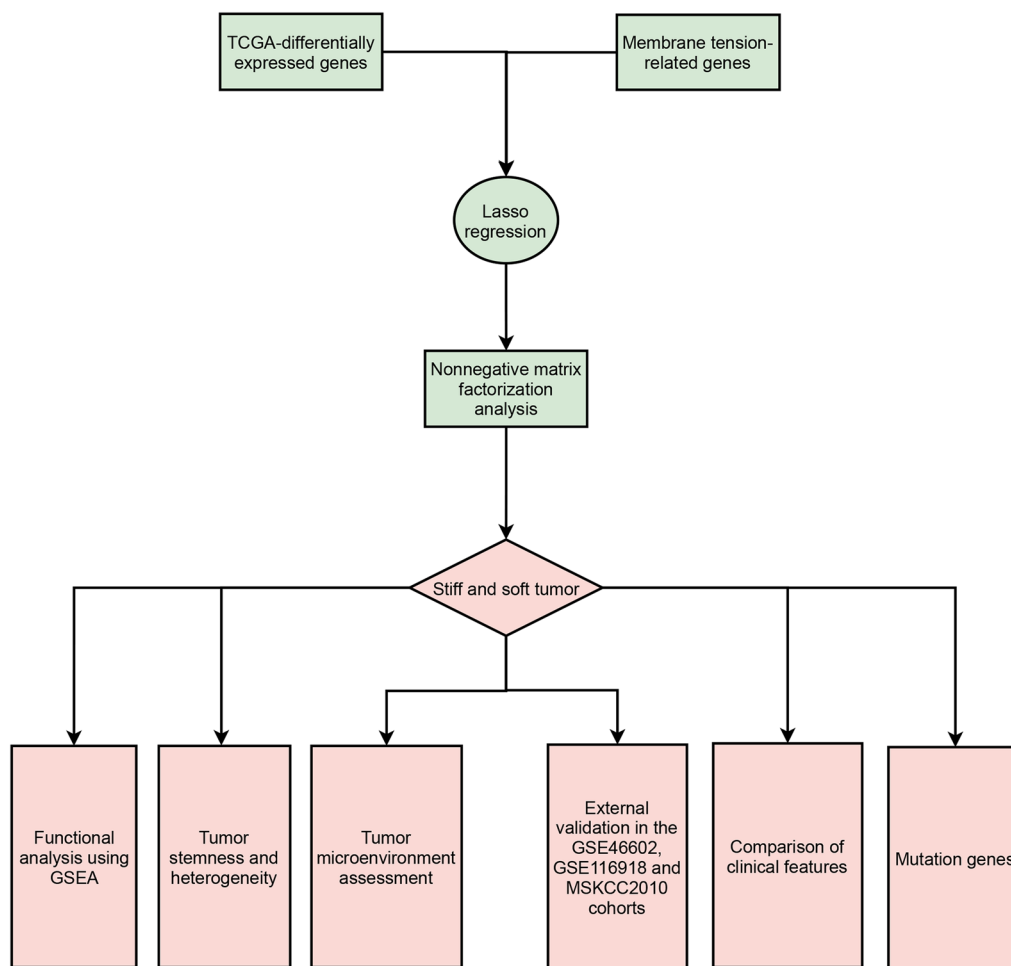 TCGA-differentially
expressed genes
Membrane tension-
related genes
Lasso
regression
Nonnegative matrix
factorization
analysis
Stiff and soft tumor
Functional
analysis using
GSEA
Tumor
stemness and
heterogeneity
Tumor
microenvironment
assessment
External
validation in the
GSE46602,
GSE116918 and
MSKCC2010
cohorts
Comparison of
clinical features
Mutation genes